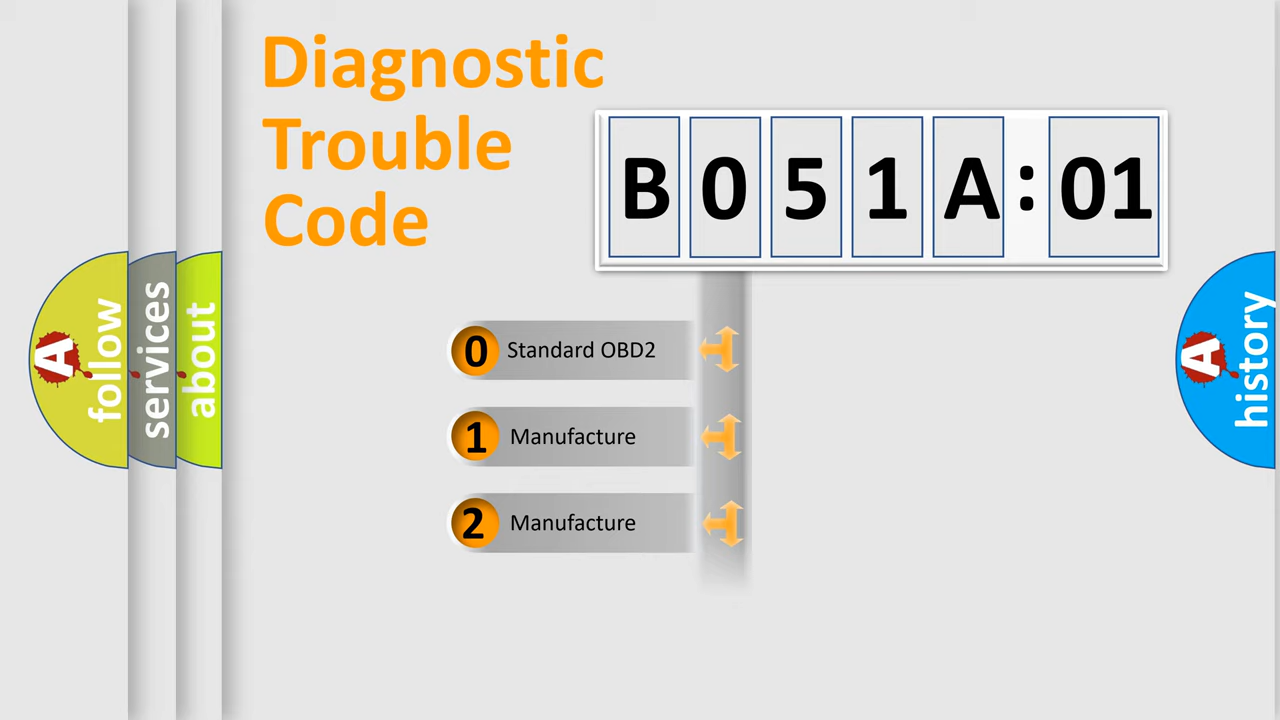 Diagnostic
Trouble
Code
B 0 5 1 A : 01
0 Standard OBD2
1 Manufacture
2 Manufacture
A follow
services
about
A history